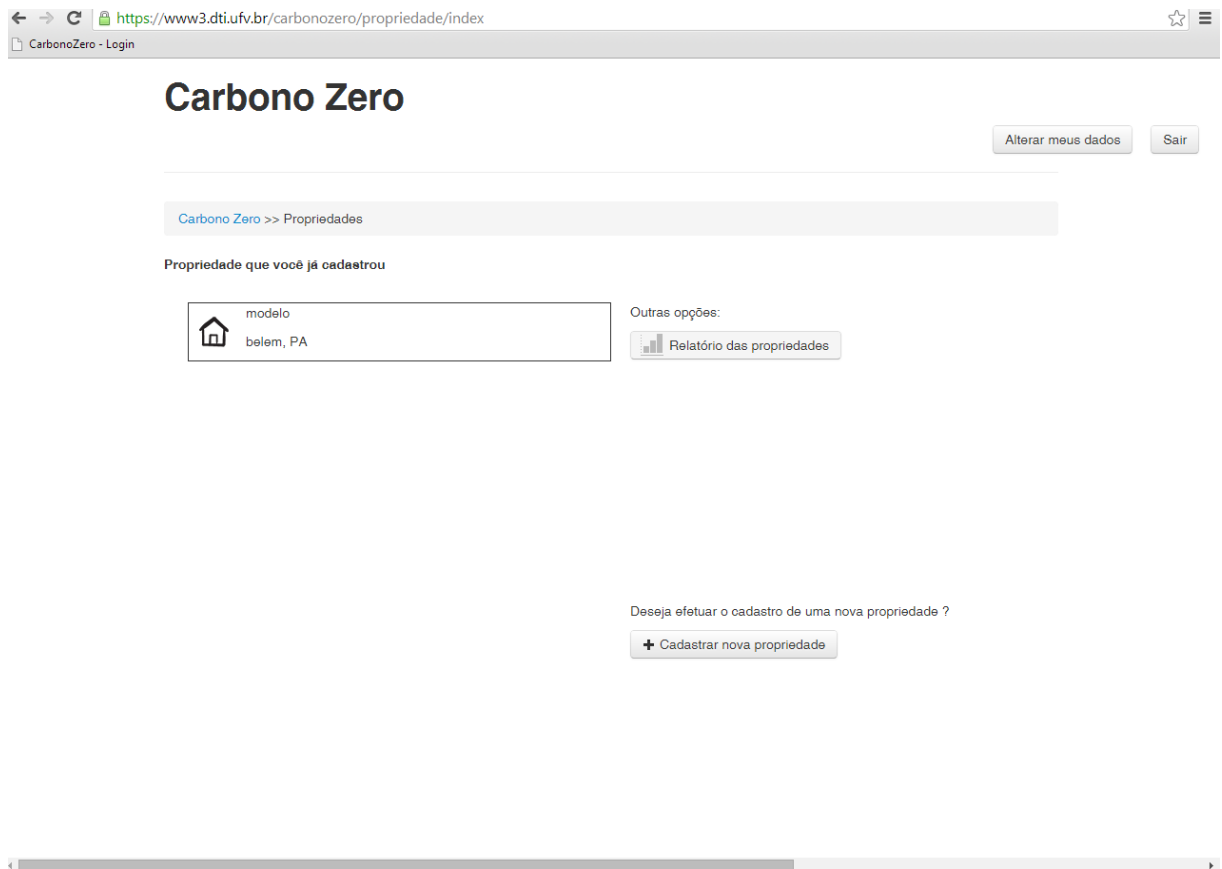 https://www3.dti.ufv.br/carbonozero/propriedade/index
CarbonoZero - Login
Carbono Zero
Alterar meus dados
Sair
Carbono Zero >> Propriedades
Propriedade que você já cadastrou
modelo
belem, PA
Outras opções:
Relatório das propriedades
Deseja efetuar o cadastro de uma nova propriedade ?
Cadastrar nova propriedade